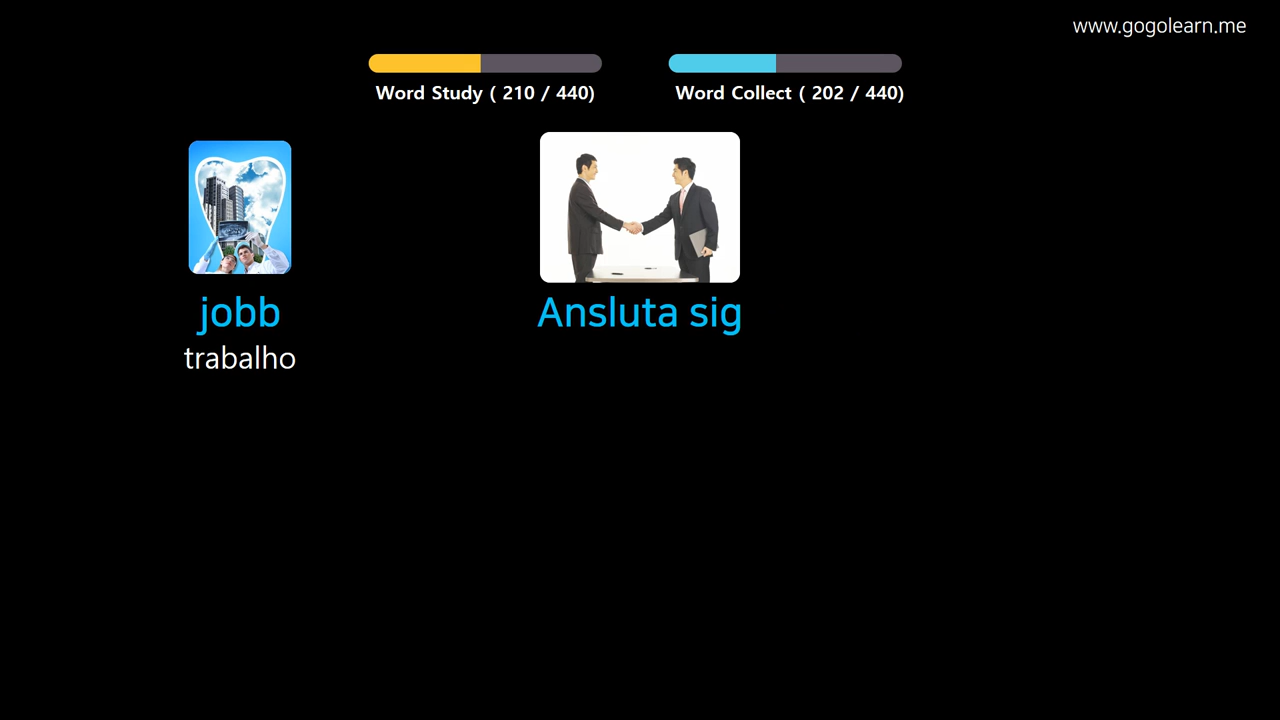 www.gogolearn.me
Word Study ( 210 / 440)
Word Collect ( 202 / 440)
jobb
trabalho
Ansluta sig